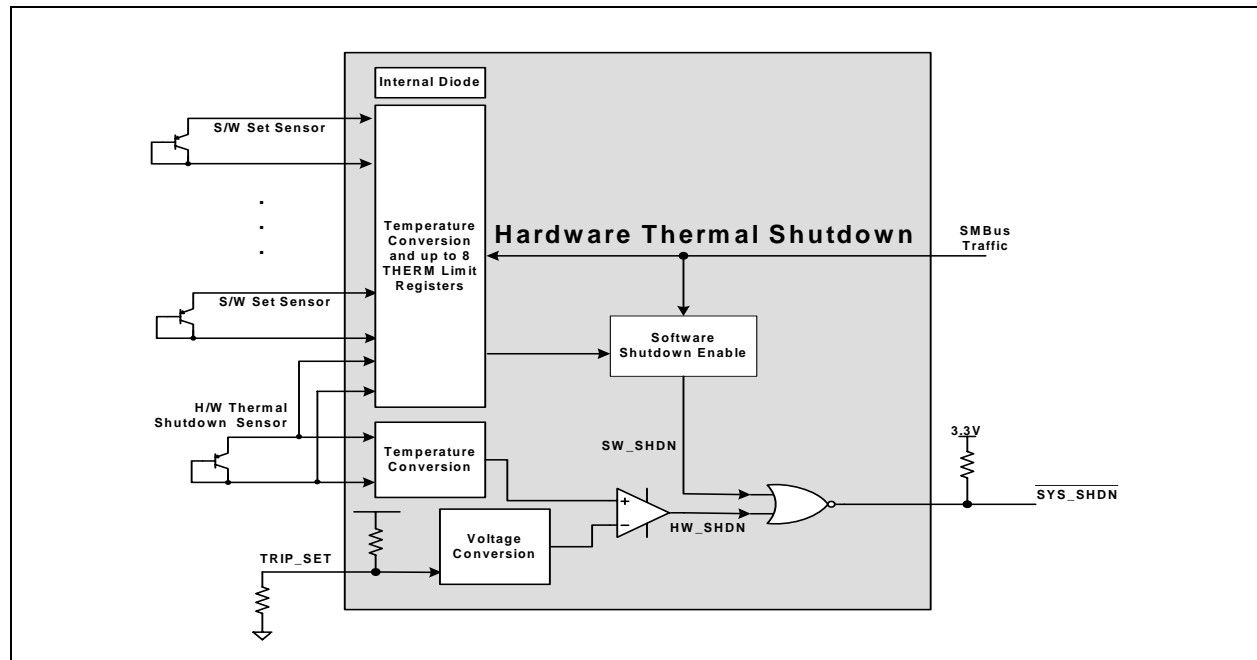 Internal Diode
S/W Set Sensor
.
.
.
Temperature
Conversion
and up to 8
THERM Limit
Registers
Hardware Thermal Shutdown
SMBus
Traffic
S/W Set Sensor
Software
Shutdown Enable
H/W Thermal
Shutdown Sensor
Temperature
Conversion
SW_SHDN
3.3V
SYS_SHDN
+
−
HW_SHDN
Voltage
Conversion
TRIP_SET